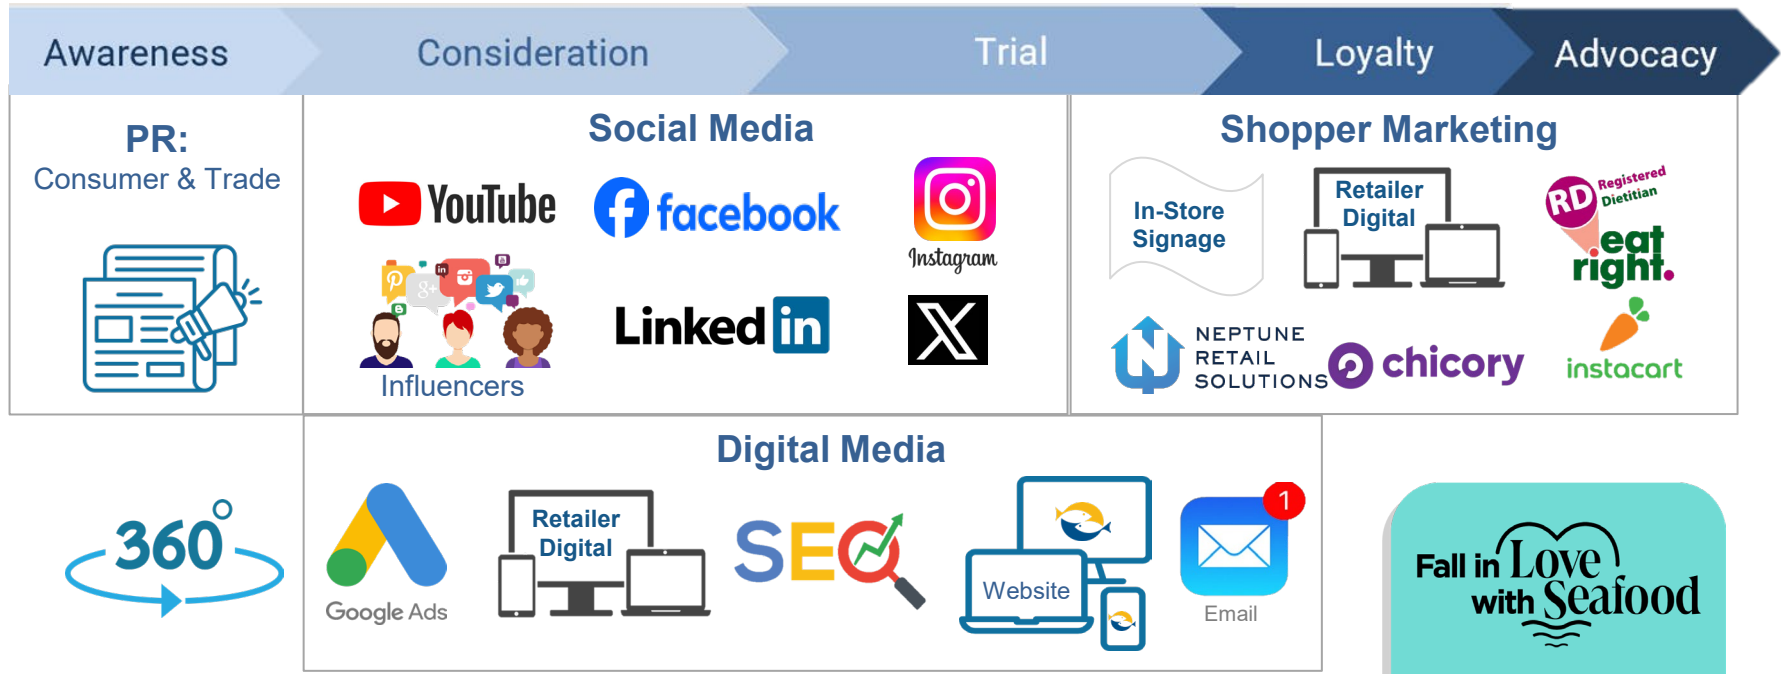 Awareness
Consideration
Trial
Loyalty
Advocacy
PR:
Consumer & Trade
Social Media
YouTube
facebook
Instagram
in
g+
Influencers
Linked in
X
Shopper Marketing
In-Store
Signage
Retailer
Digital
RD Registered
Dietitian
eat
right.
N
NEPTUNE
RETAIL
SOLUTIONS
chicory
instacart
360°
Digital Media
Google Ads
Retailer
Digital
SEO
Website
1
Email
Fall in Love
with Seafood